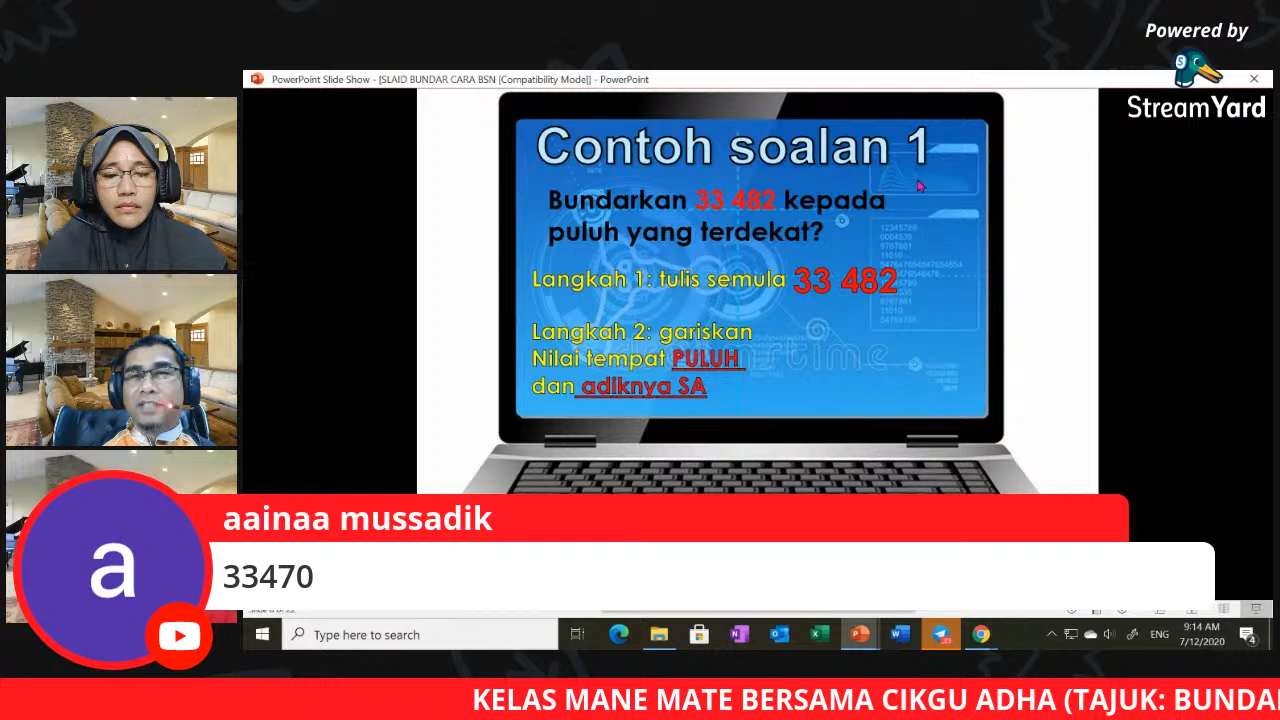 Powered by
StreamYard
PowerPoint Slide Show - [SLAID BUNDAR CARA BSN [Compatibility Mode]] - PowerPoint
Contoh soalan 1
Bundarkan 33 482 kepada
puluh yang terdekat?
Langkah 1: tulis semula 33 482
Langkah 2: gariskan
Nilai tempat PULUH
dan adiknya SA
aainaa mussadik
a
33470
Type here to search
ENG
9:14 AM
7/12/2020
4
KELAS MANE MATE BERSAMA CIKGU ADHA (TAJUK: BUNDA